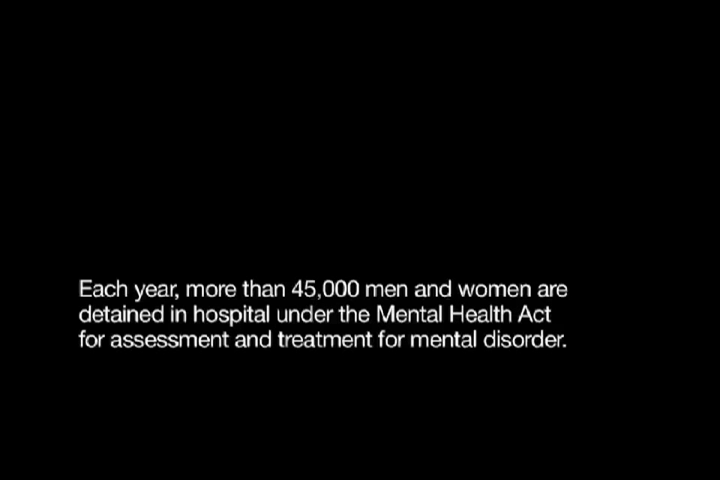 Each year, more than 45,000 men and women are
detained in hospital under the Mental Health Act
for assessment and treatment for mental disorder.